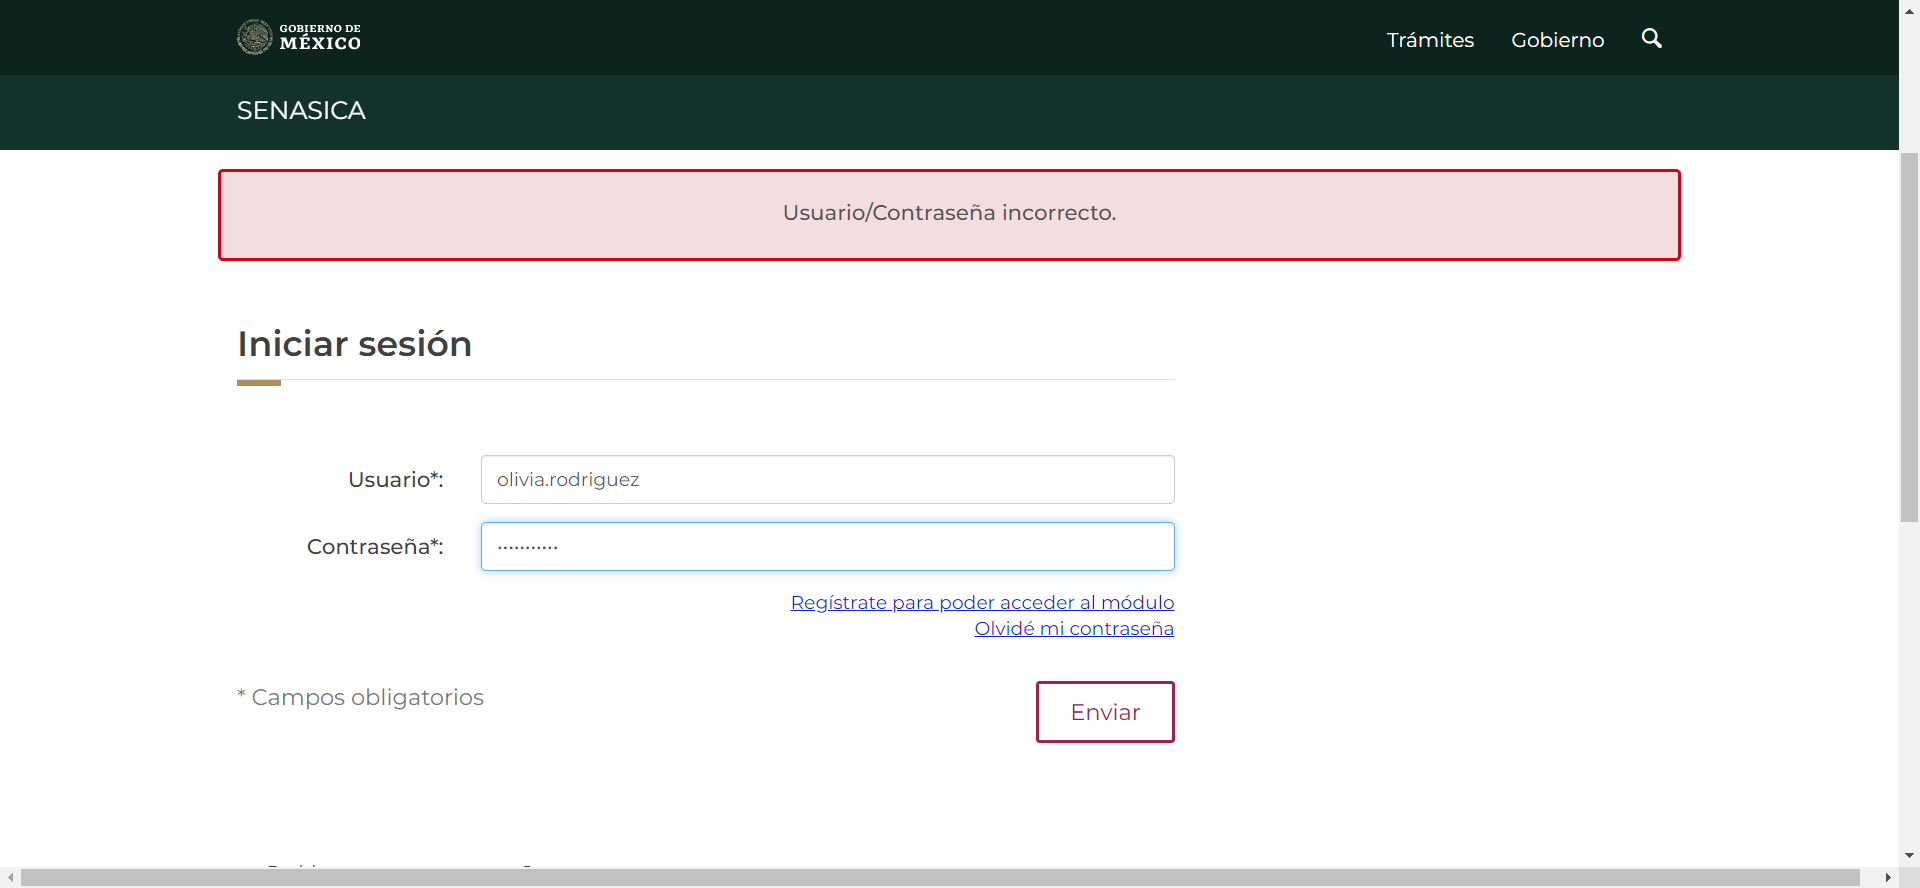 GOBIERNO DE
MÉXICO
Trámites
Gobierno
SENASICA
Usuario/Contraseña incorrecto.
Iniciar sesión
Usuario*:
olivia.rodriguez
Contraseña*:
•••••••••••
Regístrate para poder acceder al módulo
Olvidé mi contraseña
* Campos obligatorios
Enviar